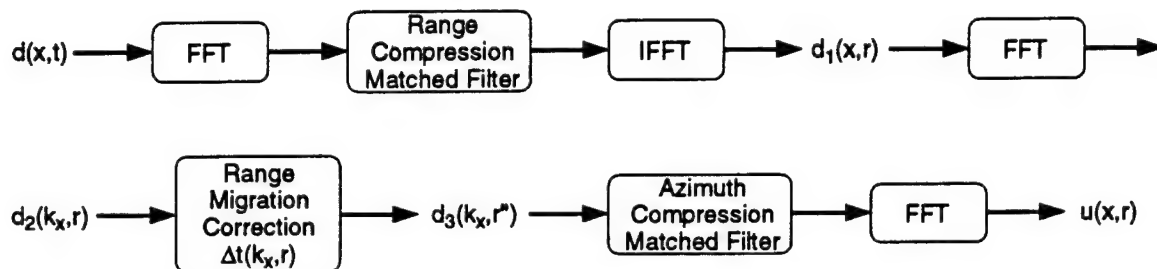 d(x,t)
FFT
Range
Compression
Matched Filter
IFFT
d₁(x,r)
FFT
d₂(kₓ,r)
Range
Migration
Correction
Δt(kₓ,r)
d₃(kₓ,r")
Azimuth
Compression
Matched Filter
FFT
u(x,r)